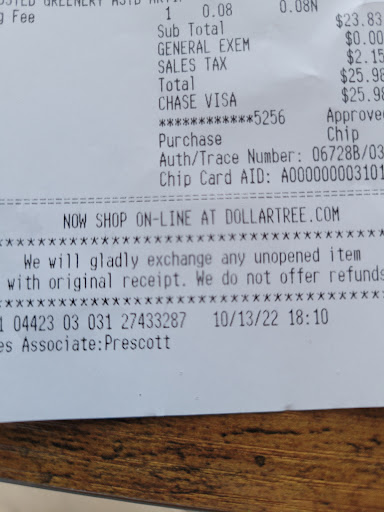 GREENERY
g Fee 1 0.08 0.08N
Sub Total $23.83
GENERAL EXEM $0.00
SALES TAX $2.15
Total $25.98
CHASE VISA $25.98
************5256 Approved
Purchase Chip
Auth/Trace Number: 06728B/03
Chip Card AID: A000000003101
NOW SHOP ON-LINE AT DOLLARTREE.COM
We will gladly exchange any unopened item
with original receipt. We do not offer refunds
1 04423 03 031 27433287 10/13/22 18:10
es Associate:Prescott